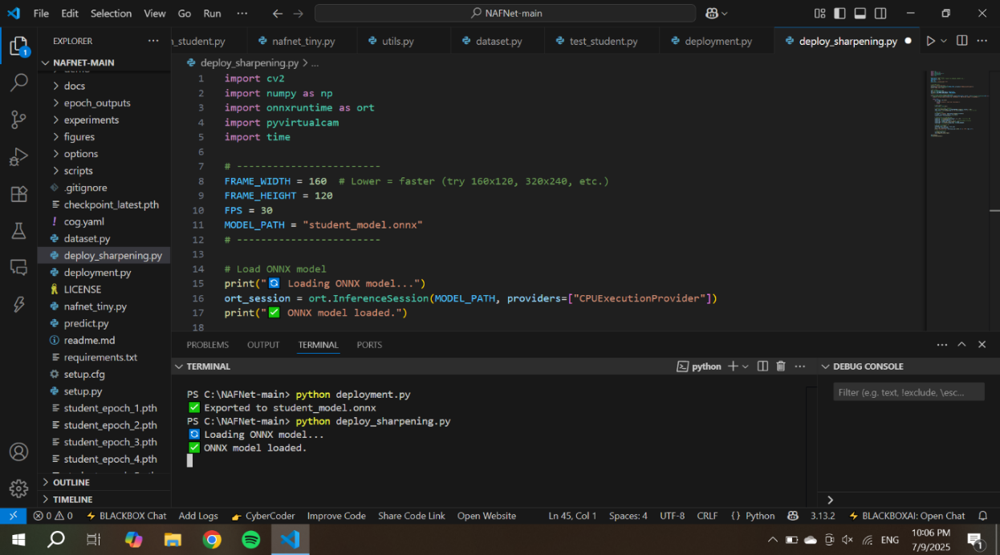 File Edit Selection View Go Run ··· NAFNet-main
EXPLORER ···
NAFNET-MAIN
docs
epoch_outputs
experiments
figures
options
scripts
.gitignore
checkpoint_latest.pth
cog.yaml
dataset.py
deploy_sharpening.py
deployment.py
LICENSE
nafnet_tiny.py
predict.py
readme.md
requirements.txt
setup.cfg
setup.py
student_epoch_1.pth
student_epoch_2.pth
student_epoch_3.pth
student_epoch_4.pth
OUTLINE
TIMELINE
_student.py nafnet_tiny.py utils.py dataset.py test_student.py deployment.py deploy_sharpening.py
deploy_sharpening.py > ...
1 import cv2
2 import numpy as np
3 import onnxruntime as ort
4 import pyvirtualcam
5 import time
6
7 # ------------------------
8 FRAME_WIDTH = 160  # Lower = faster (try 160x120, 320x240, etc.)
9 FRAME_HEIGHT = 120
10 FPS = 30
11 MODEL_PATH = "student_model.onnx"
12 # ------------------------
13
14 # Load ONNX model
15 print("🔄 Loading ONNX model...")
16 ort_session = ort.InferenceSession(MODEL_PATH, providers=["CPUExecutionProvider"])
17 print("✅ ONNX model loaded.")
18
PROBLEMS OUTPUT TERMINAL PORTS
TERMINAL python
PS C:\NAFNet-main> python deployment.py
✅ Exported to student_model.onnx
PS C:\NAFNet-main> python deploy_sharpening.py
🔄 Loading ONNX model...
✅ ONNX model loaded.
DEBUG CONSOLE
Filter (e.g. text, !exclude, \esc...
0 0 BLACKBOX Chat Add Logs CyberCoder Improve Code Share Code Link Open Website Ln 45, Col 1 Spaces: 4 UTF-8 CRLF {} Python 3.13.2 BLACKBOXAI: Open Chat
ENG 10:06 PM
7/9/2025
1